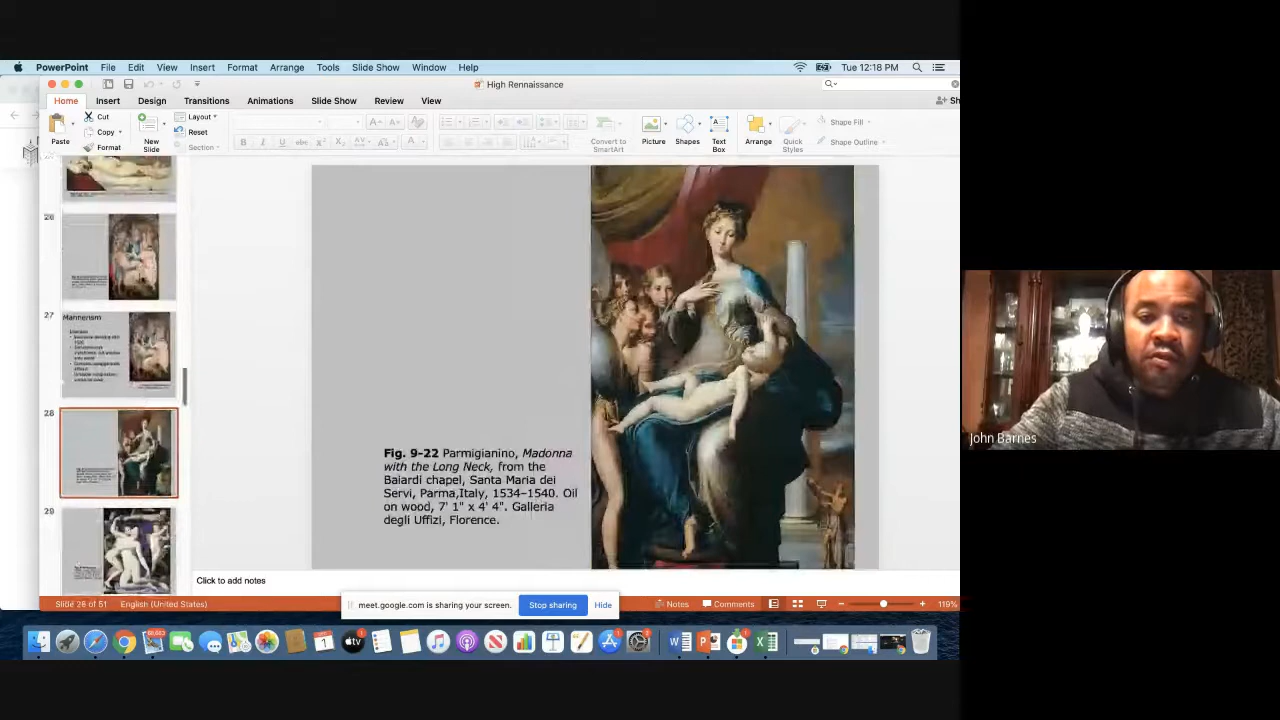 PowerPoint File Edit View Insert Format Arrange Tools Slide Show Window Help Tue 12:18 PM
High Rennaissance
Home Insert Design Transitions Animations Slide Show Review View Sh
Paste
Cut
Copy
Format
New Slide
Layout
Reset
Section
Convert to SmartArt
Picture
Shapes
Text Box
Arrange
Quick Styles
Shape Fill
Shape Outline
26
27
Mannerism
28
29
Fig. 9-22 Parmigianino, Madonna
with the Long Neck, from the
Baiardi chapel, Santa Maria dei
Servi, Parma,Italy, 1534–1540. Oil
on wood, 7' 1" x 4' 4". Galleria
degli Uffizi, Florence.
John Barnes
Click to add notes
Slide 28 of 51 English (United States) Notes Comments 119%
meet.google.com is sharing your screen. Stop sharing Hide